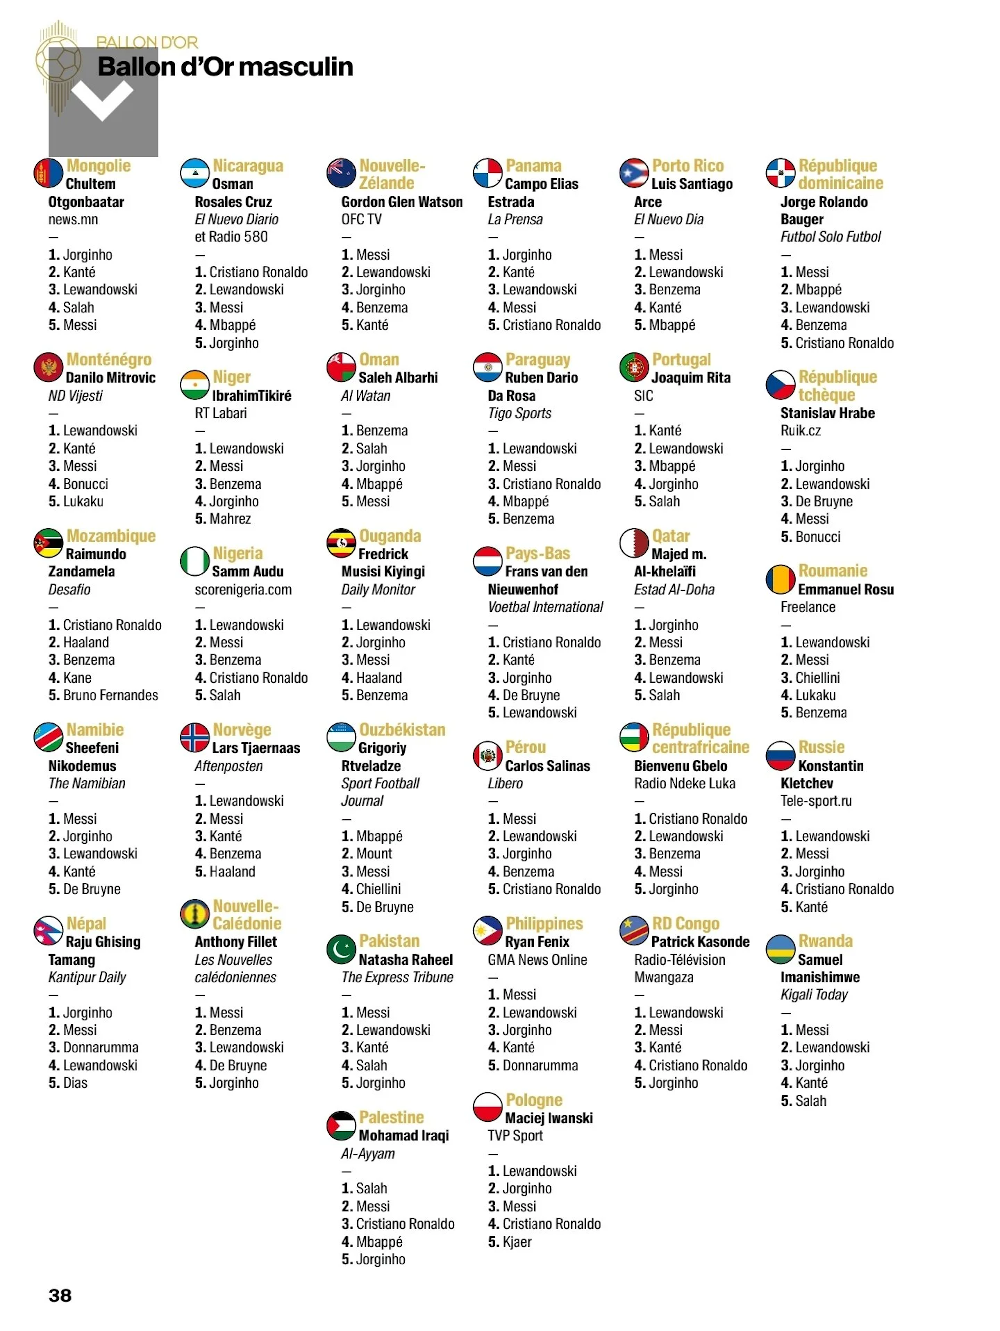 BALLON D'OR
Ballon d'Or masculin
Mongolie
Chultem
Otgonbaatar
news.mn
—
1. Jorginho
2. Kanté
3. Lewandowski
4. Salah
5. Messi
Monténégro
Danilo Mitrovic
ND Vijesti
—
1. Lewandowski
2. Kanté
3. Messi
4. Bonucci
5. Lukaku
Mozambique
Raimundo
Zandamela
Desafio
—
1. Cristiano Ronaldo
2. Haaland
3. Benzema
4. Kane
5. Bruno Fernandes
Namibie
Sheefeni
Nikodemus
The Namibian
—
1. Messi
2. Jorginho
3. Lewandowski
4. Kanté
5. De Bruyne
Népal
Raju Ghising
Tamang
Kantipur Daily
—
1. Jorginho
2. Messi
3. Donnarumma
4. Lewandowski
5. Dias
Nicaragua
Osman
Rosales Cruz
El Nuevo Diario
et Radio 580
—
1. Cristiano Ronaldo
2. Lewandowski
3. Messi
4. Mbappé
5. Jorginho
Niger
IbrahimTikiré
RT Labari
—
1. Lewandowski
2. Messi
3. Benzema
4. Jorginho
5. Mahrez
Nigeria
Samm Audu
scorenigeria.com
—
1. Lewandowski
2. Messi
3. Benzema
4. Cristiano Ronaldo
5. Salah
Norvège
Lars Tjaernaas
Aftenposten
—
1. Lewandowski
2. Messi
3. Kanté
4. Benzema
5. Haaland
Nouvelle-
Calédonie
Anthony Fillet
Les Nouvelles
calédoniennes
—
1. Messi
2. Benzema
3. Lewandowski
4. De Bruyne
5. Jorginho
Nouvelle-
Zélande
Gordon Glen Watson
OFC TV
—
1. Messi
2. Lewandowski
3. Jorginho
4. Benzema
5. Kanté
Oman
Saleh Albarhi
Al Watan
—
1. Benzema
2. Salah
3. Jorginho
4. Mbappé
5. Messi
Ouganda
Fredrick
Musisi Kiyingi
Daily Monitor
—
1. Lewandowski
2. Jorginho
3. Messi
4. Haaland
5. Benzema
Ouzbékistan
Grigoriy
Rtveladze
Sport Football
Journal
—
1. Mbappé
2. Mount
3. Messi
4. Chiellini
5. De Bruyne
Pakistan
Natasha Raheel
The Express Tribune
—
1. Messi
2. Lewandowski
3. Kanté
4. Salah
5. Jorginho
Palestine
Mohamad Iraqi
Al-Ayyam
—
1. Salah
2. Messi
3. Cristiano Ronaldo
4. Mbappé
5. Jorginho
Panama
Campo Elias
Estrada
La Prensa
—
1. Jorginho
2. Kanté
3. Lewandowski
4. Messi
5. Cristiano Ronaldo
Paraguay
Ruben Dario
Da Rosa
Tigo Sports
—
1. Lewandowski
2. Messi
3. Cristiano Ronaldo
4. Mbappé
5. Benzema
Pays-Bas
Frans van den
Nieuwenhof
Voetbal International
—
1. Cristiano Ronaldo
2. Kanté
3. Jorginho
4. De Bruyne
5. Lewandowski
Pérou
Carlos Salinas
Libero
—
1. Messi
2. Lewandowski
3. Jorginho
4. Benzema
5. Cristiano Ronaldo
Philippines
Ryan Fenix
GMA News Online
—
1. Messi
2. Lewandowski
3. Jorginho
4. Kanté
5. Donnarumma
Pologne
Maciej Iwanski
TVP Sport
—
1. Lewandowski
2. Jorginho
3. Messi
4. Cristiano Ronaldo
5. Kjaer
Porto Rico
Luis Santiago
Arce
El Nuevo Dia
—
1. Messi
2. Lewandowski
3. Benzema
4. Kanté
5. Mbappé
Portugal
Joaquim Rita
SIC
—
1. Kanté
2. Lewandowski
3. Mbappé
4. Jorginho
5. Salah
Qatar
Majed m.
Al-khelaïfi
Estad Al-Doha
—
1. Jorginho
2. Messi
3. Benzema
4. Lewandowski
5. Salah
République
centrafricaine
Bienvenu Gbelo
Radio Ndeke Luka
—
1. Cristiano Ronaldo
2. Lewandowski
3. Benzema
4. Messi
5. Jorginho
RD Congo
Patrick Kasonde
Radio-Télévision
Mwangaza
—
1. Lewandowski
2. Messi
3. Kanté
4. Cristiano Ronaldo
5. Jorginho
République
dominicaine
Jorge Rolando
Bauger
Futbol Solo Futbol
—
1. Messi
2. Mbappé
3. Lewandowski
4. Benzema
5. Cristiano Ronaldo
République
tchèque
Stanislav Hrabe
Ruik.cz
—
1. Jorginho
2. Lewandowski
3. De Bruyne
4. Messi
5. Bonucci
Roumanie
Emmanuel Rosu
Freelance
—
1. Lewandowski
2. Messi
3. Chiellini
4. Lukaku
5. Benzema
Russie
Konstantin
Kletchev
Tele-sport.ru
—
1. Lewandowski
2. Messi
3. Jorginho
4. Cristiano Ronaldo
5. Kanté
Rwanda
Samuel
Imanishimwe
Kigali Today
—
1. Messi
2. Lewandowski
3. Jorginho
4. Kanté
5. Salah
38